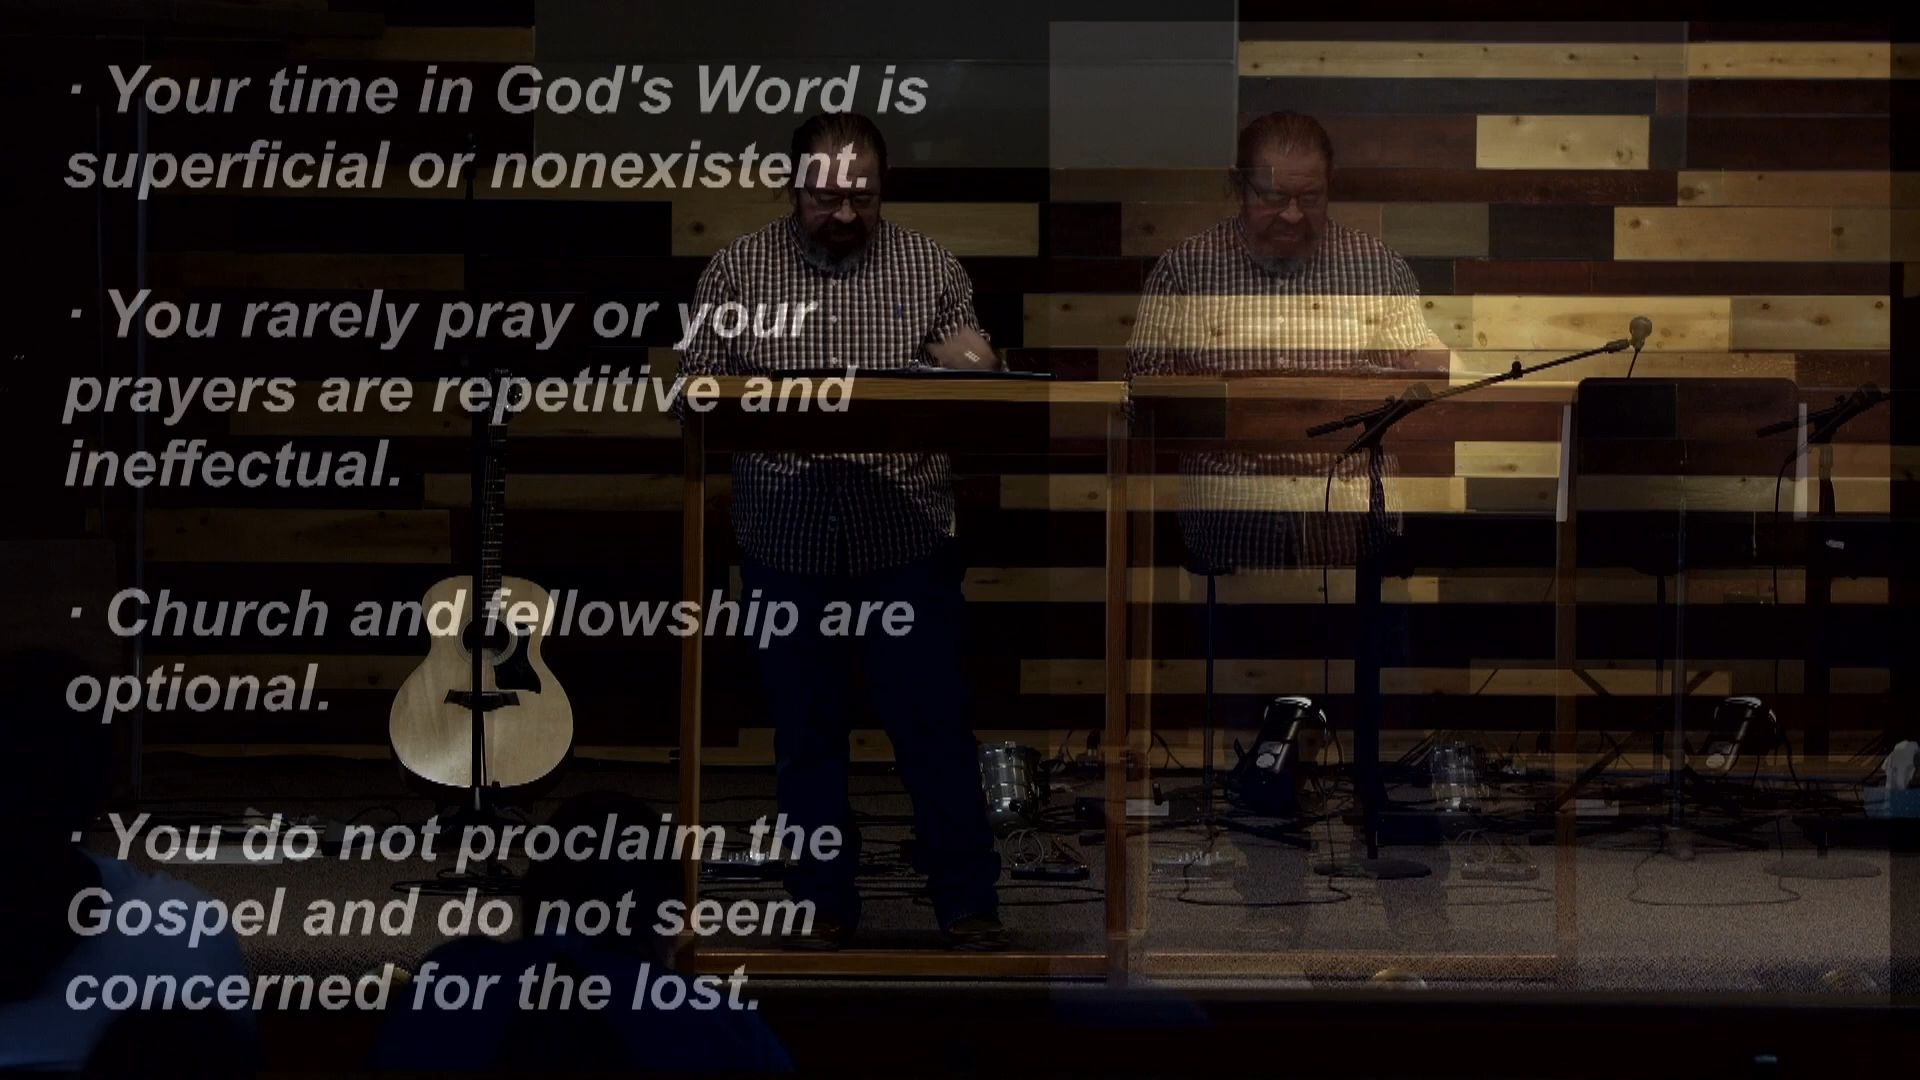 · Your time in God's Word is
superficial or nonexistent.
· You rarely pray or your
prayers are repetitive and
ineffectual.
· Church and fellowship are
optional.
· You do not proclaim the
Gospel and do not seem
concerned for the lost.